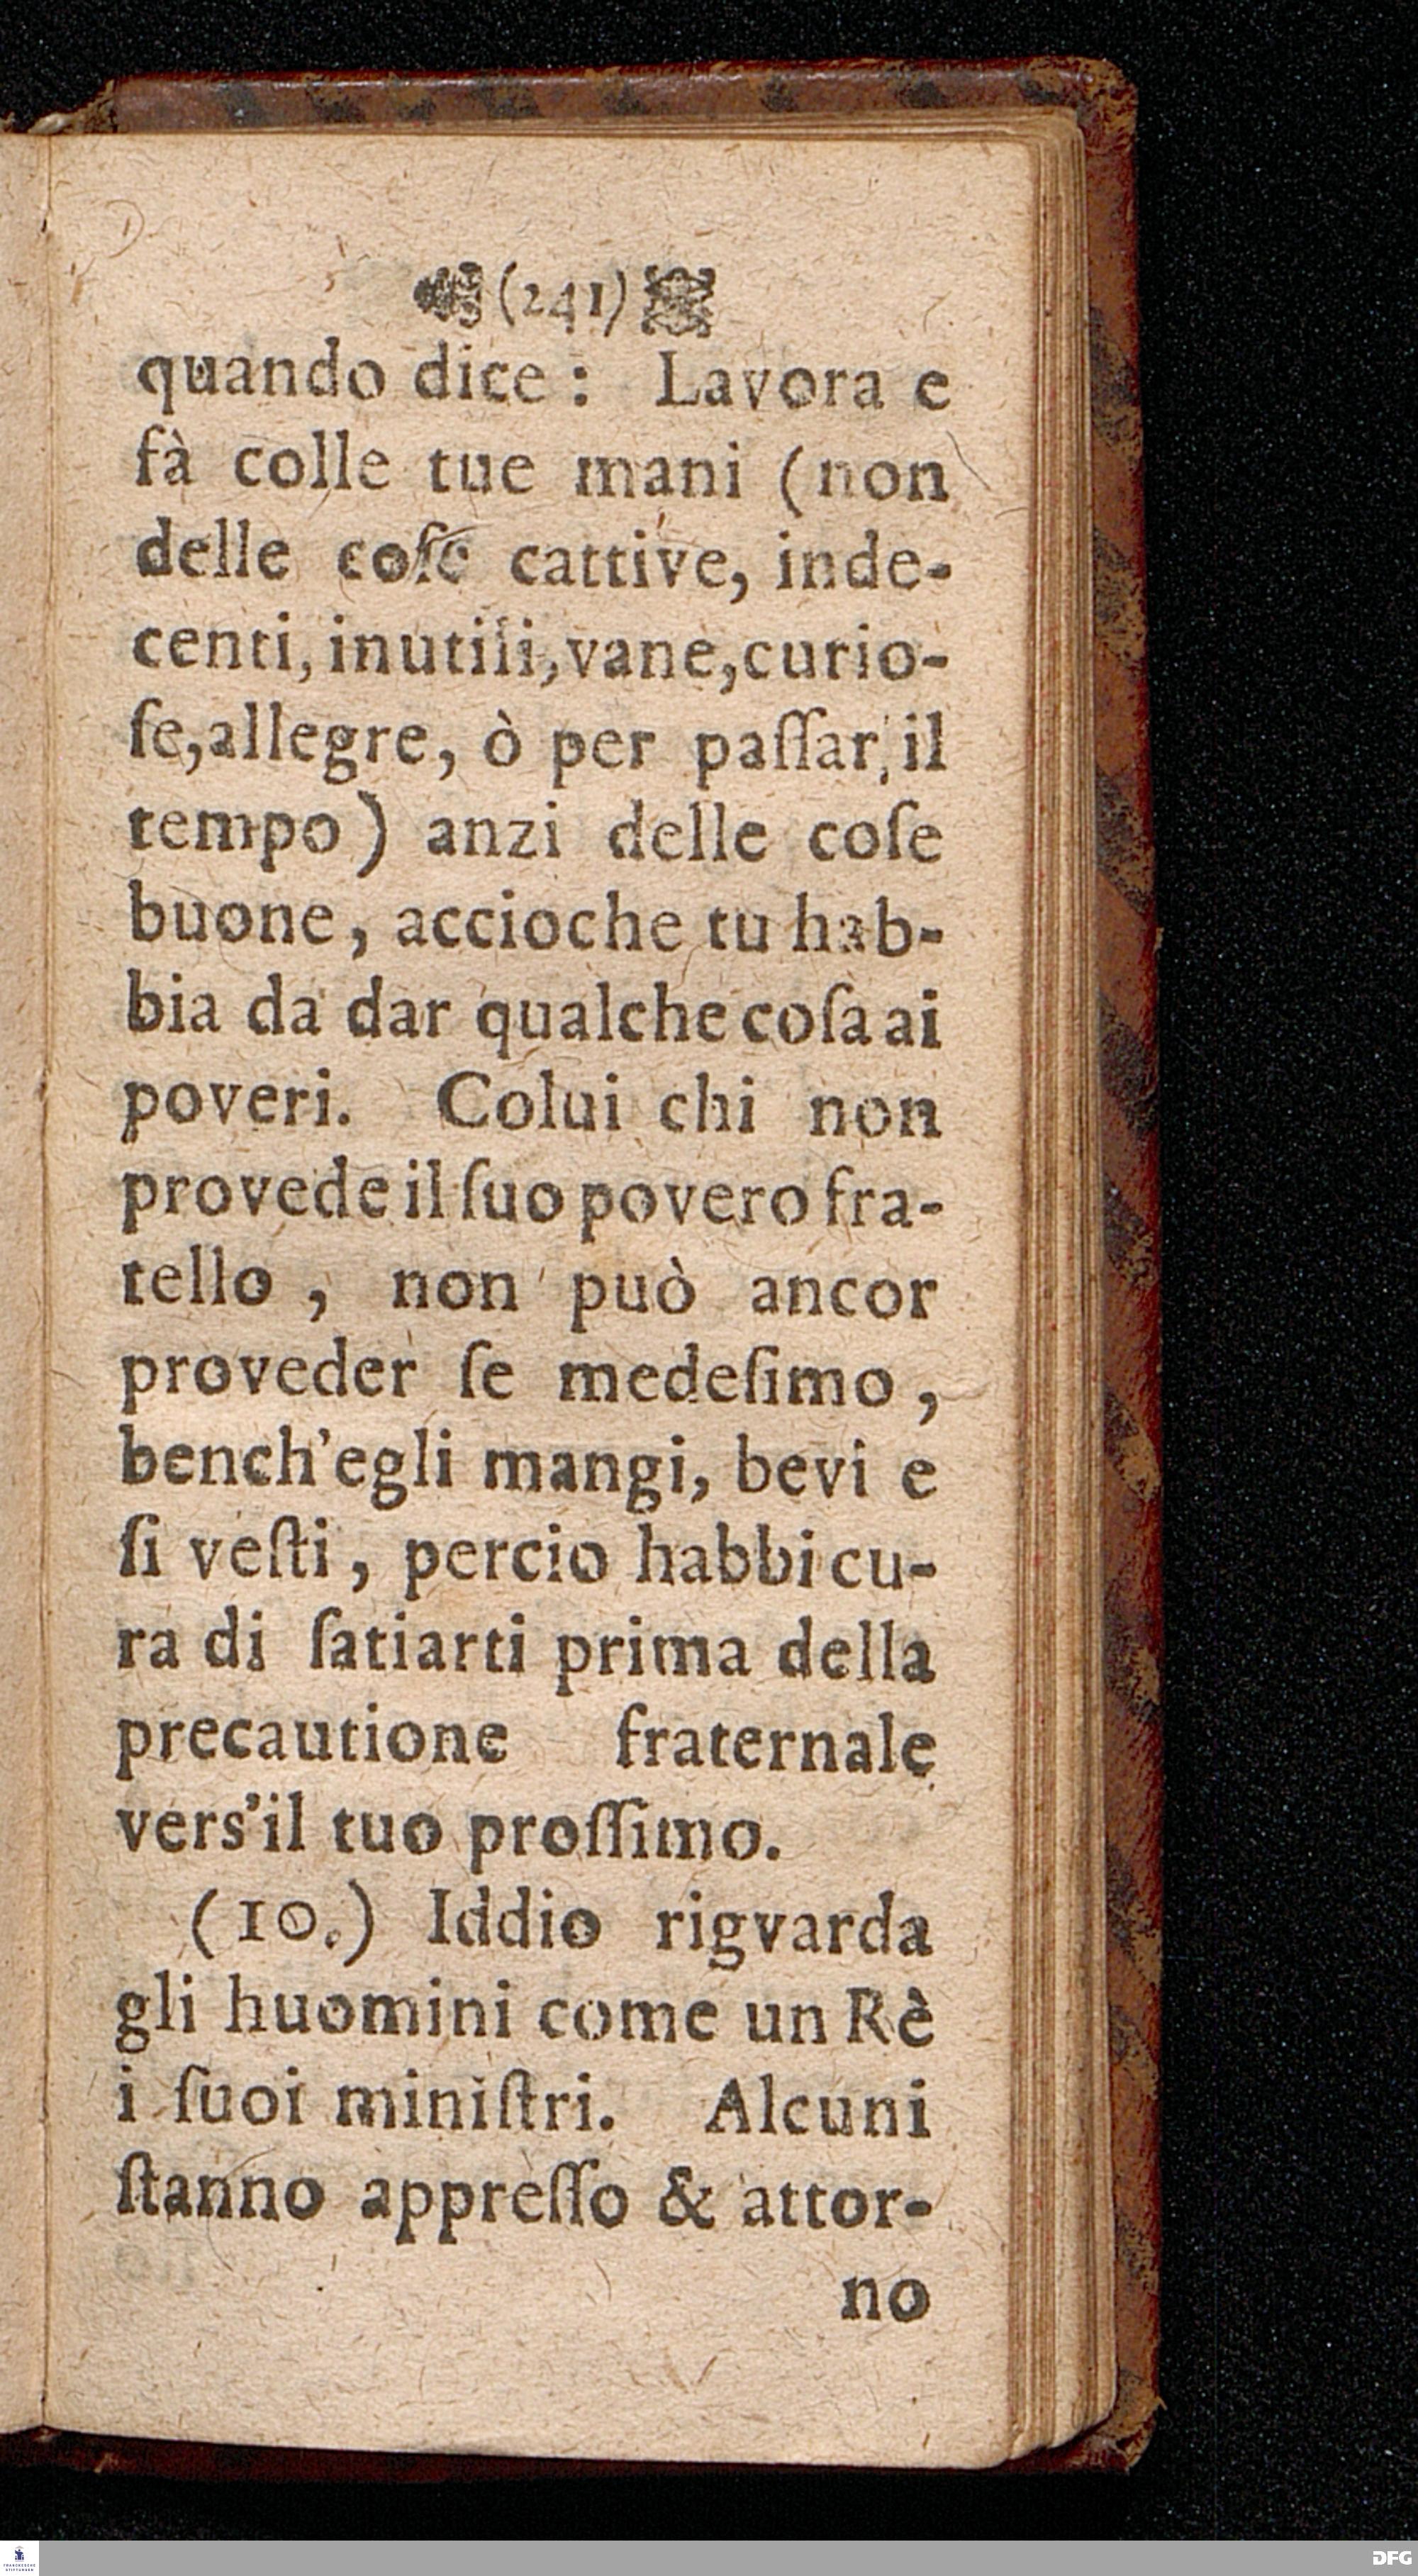 (241)
quando dice: Lavora e
fà colle tue mani (non
delle coſe cattive, inde-
centi, inutili, vane, curio-
ſe, allegre, ò per paſſar il
tempo) anzi delle coſe
buone, accioche tu hab-
bia da dar qualche coſa ai
poveri. Colui chi non
provede il ſuo povero fra-
tello, non può ancor
proveder ſe medeſimo,
bench'egli mangi, bevi e
ſi veſti, percio habbi cu-
ra di ſatiarti prima della
precautione fraternale
vers'il tuo proſſimo.
(10.) Iddio rigvarda
gli huomini come un Rè
i ſuoi miniſtri. Alcuni
ſtanno appreſſo & attor-
no
FRANCKESCHE
STIFTUNGEN
DFG